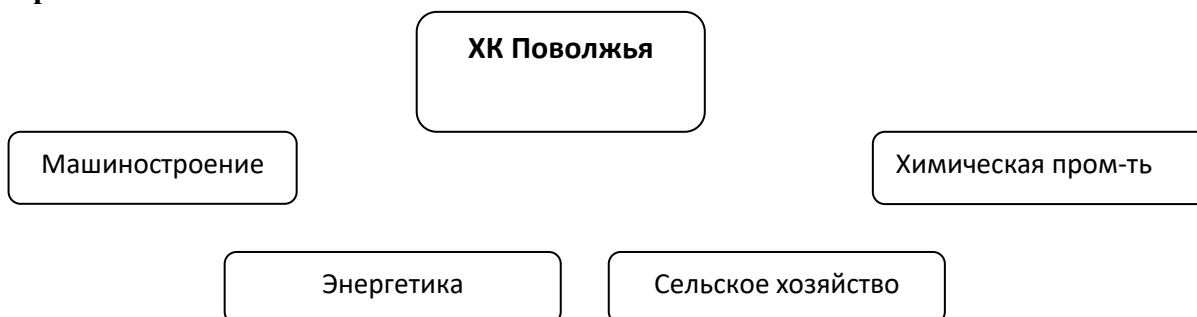 ХК Поволжья
Машиностроение
Химическая пром-ть
Энергетика
Сельское хозяйство